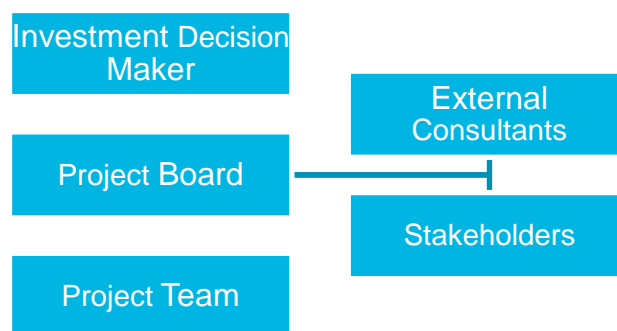 Investment Decision
Maker
Project Board
Project Team
External
Consultants
Stakeholders